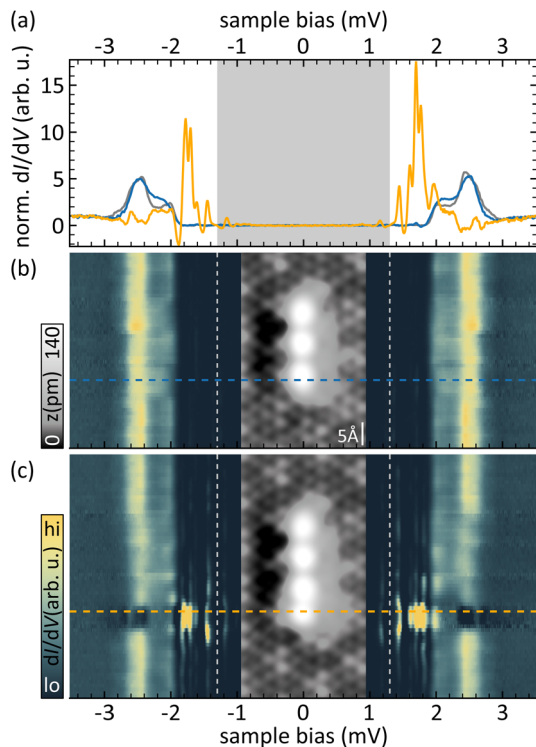 (a) sample bias (mV)
-3 -2 -1 0 1 2 3
norm. dI/dV (arb. u.)
15
10
5
0
(b)
0 z(pm) 140
5Å
(c)
lo dI/dV(arb. u.) hi
-3 -2 -1 0 1 2 3
sample bias (mV)